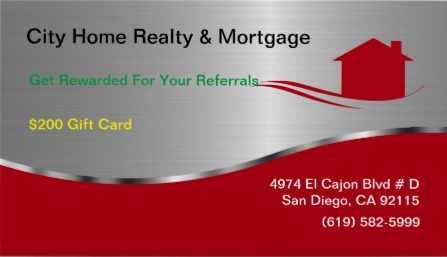 City Home Realty & Mortgage
Get Rewarded For Your Referrals
$200 Gift Card
4974 El Cajon Blvd # D
San Diego, CA 92115
(619) 582-5999